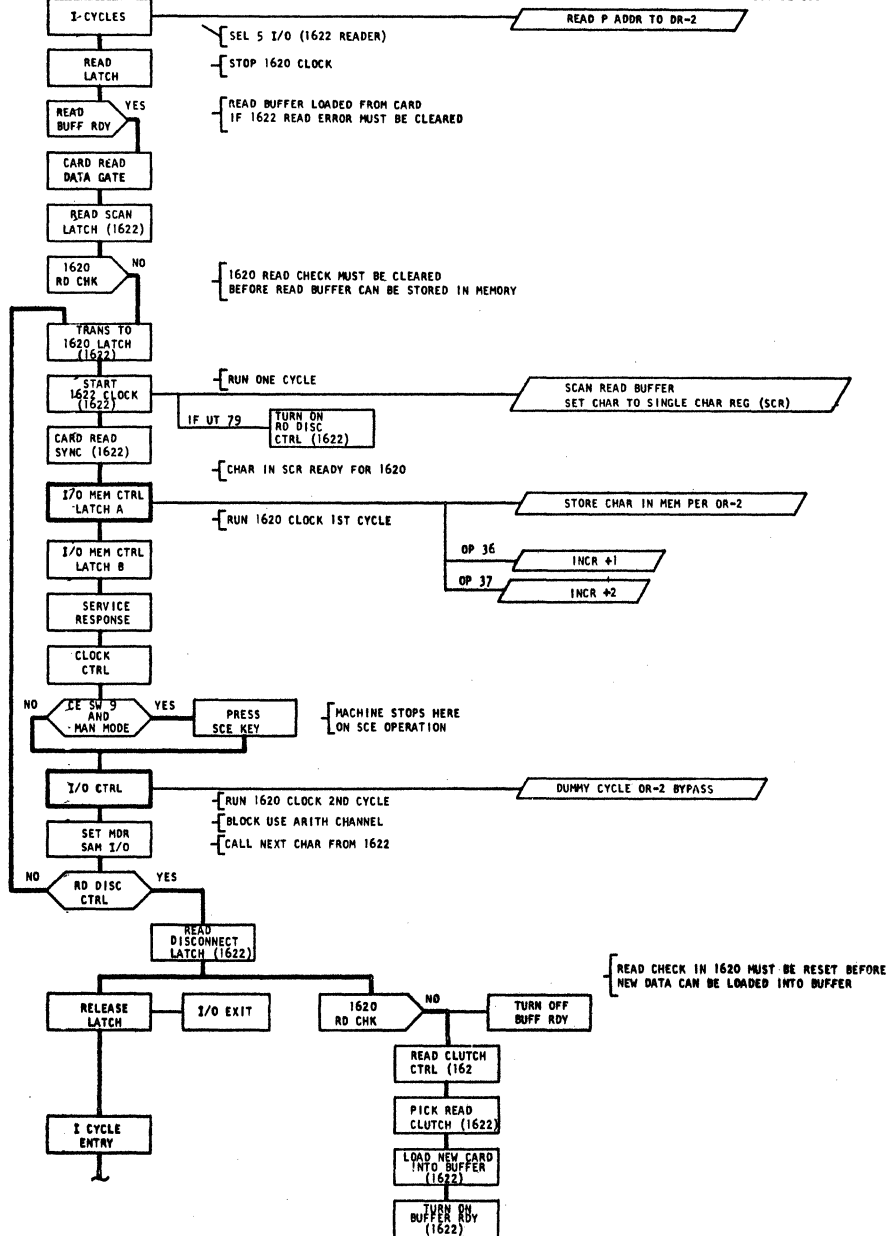 I-CYCLES
READ P ADDR TO OR-2
SEL 5 I/O (1622 READER)
READ
LATCH
STOP 1620 CLOCK
READ
BUFF RDY
YES
READ BUFFER LOADED FROM CARD
IF 1622 READ ERROR MUST BE CLEARED
CARD READ
DATA GATE
READ SCAN
LATCH (1622)
1620
RD CHK
NO
1620 READ CHECK MUST BE CLEARED
BEFORE READ BUFFER CAN BE STORED IN MEMORY
TRANS TO
1620 LATCH
(1622)
START
1622 CLOCK
(1622)
RUN ONE CYCLE
SCAN READ BUFFER
SET CHAR TO SINGLE CHAR REG (SCR)
IF UT 79
TURN ON
RD DISC
CTRL (1622)
CARD READ
SYNC (1622)
CHAR IN SCR READY FOR 1620
I/O MEM CTRL
LATCH A
STORE CHAR IN MEM PER OR-2
RUN 1620 CLOCK 1ST CYCLE
OP 36
INCR +1
OP 37
INCR +2
I/O MEM CTRL
LATCH B
SERVICE
RESPONSE
CLOCK
CTRL
NO
CE SW 9
AND
MAN MODE
YES
PRESS
SCE KEY
MACHINE STOPS HERE
ON SCE OPERATION
I/O CTRL
DUMMY CYCLE OR-2 BYPASS
RUN 1620 CLOCK 2ND CYCLE
BLOCK USE ARITH CHANNEL
CALL NEXT CHAR FROM 1622
SET MDR
SAM I/O
NO
RD DISC
CTRL
YES
READ
DISCONNECT
LATCH (1622)
READ CHECK IN 1620 MUST BE RESET BEFORE
NEW DATA CAN BE LOADED INTO BUFFER
RELEASE
LATCH
I/O EXIT
1620
RD CHK
NO
TURN OFF
BUFF RDY
READ CLUTCH
CTRL (162
PICK READ
CLUTCH (1622)
I CYCLE
ENTRY
LOAD NEW CARD
INTO BUFFER
(1622)
TURN ON
BUFFER RDY
(1622)